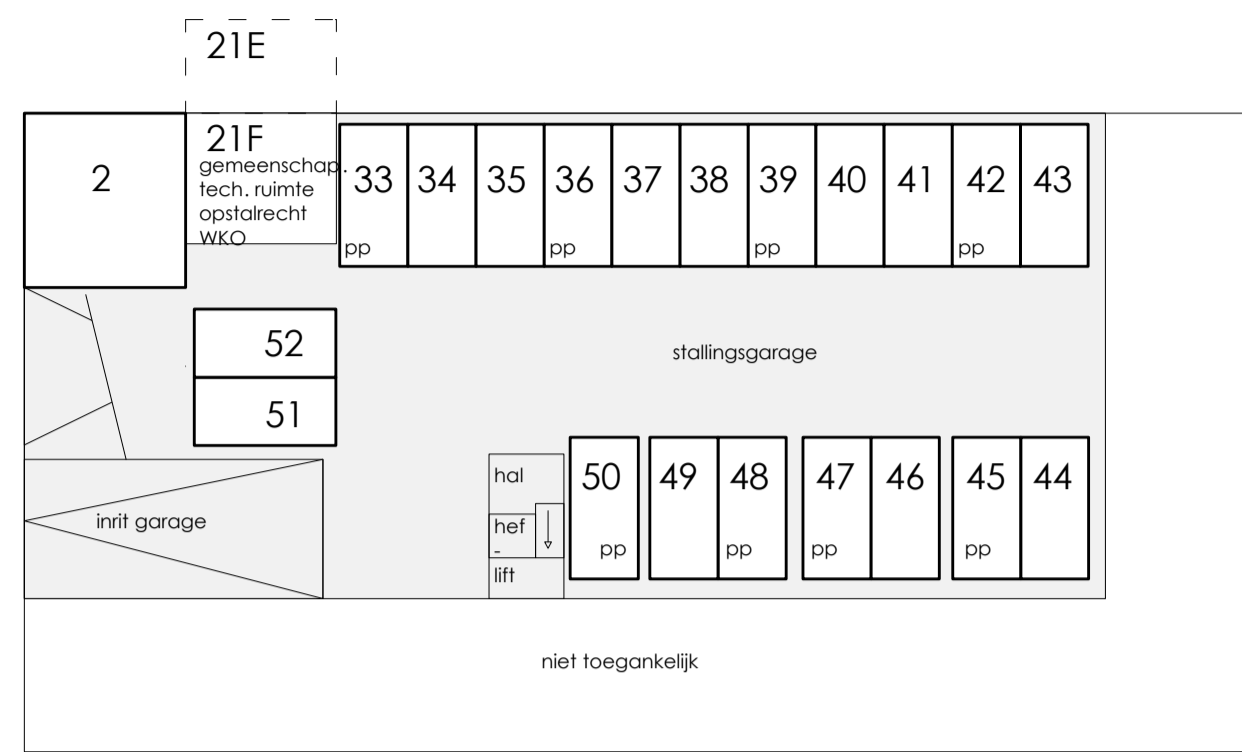 21E
21F
gemeenschap.
tech. ruimte
opstalrecht
WKO
2
33 34 35 36 37 38 39 40 41 42 43
pp pp pp pp
52
51
stallingsgarage
inrit garage
hal
hef
-
lift
50 49 48 47 46 45 44
pp pp pp pp
niet toegankelijk